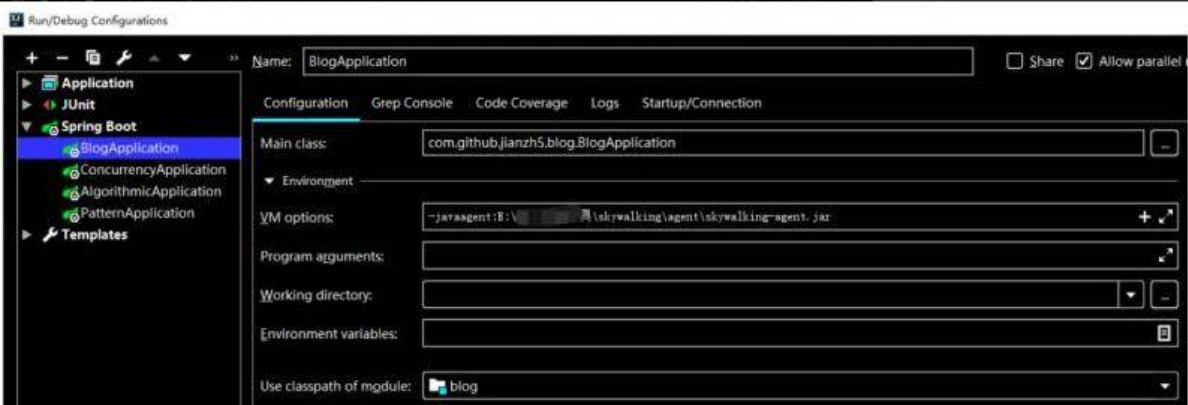 Run/Debug Configurations
Name: BlogApplication
Share
Allow parallel
Application
JUnit
Spring Boot
BlogApplication
ConcurrencyApplication
AlgorithmicApplication
PatternApplication
Templates
Configuration Grep Console Code Coverage Logs Startup/Connection
Main class: com.github.jianzh5.blog.BlogApplication
Environment
VM options: -javaagent:E:\ \skywalking\agent\skywalking-agent.jar
Program arguments:
Working directory:
Environment variables:
Use classpath of module: blog